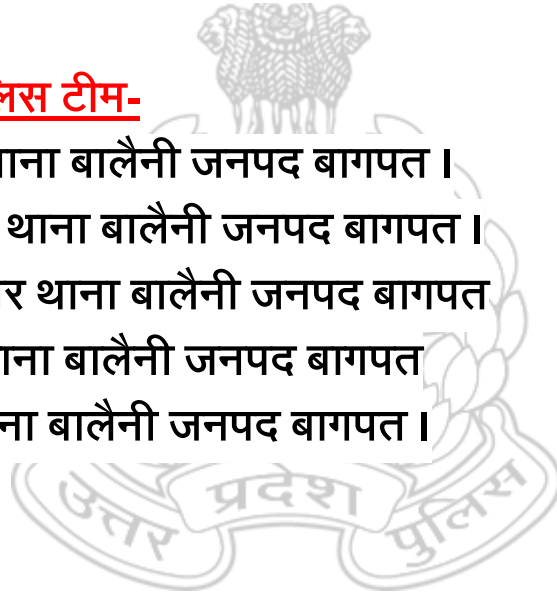 लिस टीम-
ाना बालैनी जनपद बागपत ।
थाना बालैनी जनपद बागपत ।
र थाना बालैनी जनपद बागपत
ाना बालैनी जनपद बागपत
ना बालैनी जनपद बागपत ।
उत्तर प्रदेश पुलिस